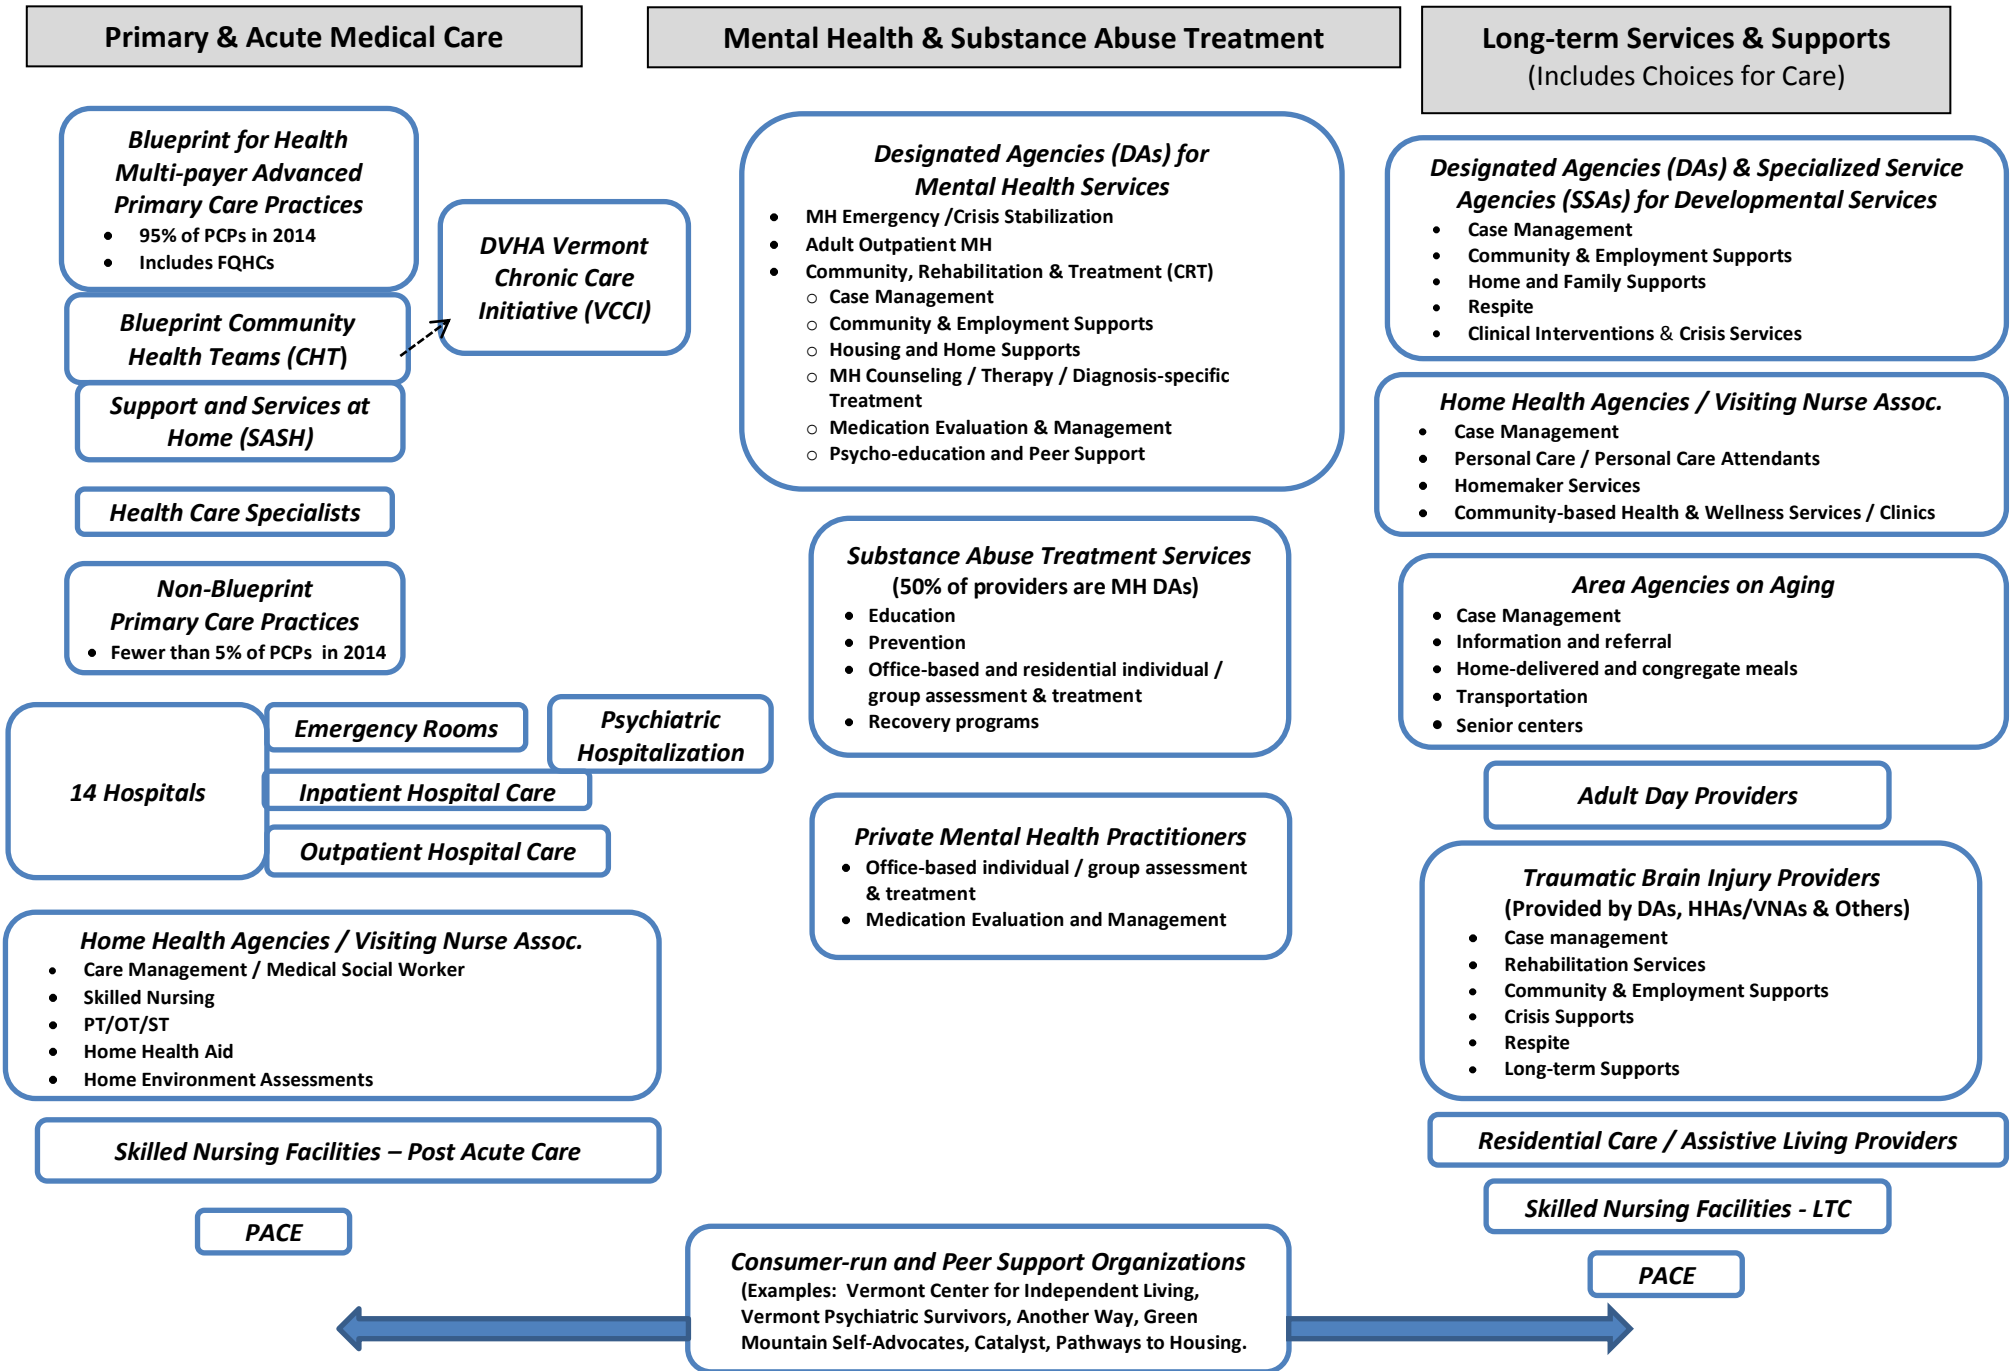 Primary & Acute Medical Care
Blueprint for Health
Multi-payer Advanced
Primary Care Practices
• 95% of PCPs in 2014
• Includes FQHCs
Blueprint Community
Health Teams (CHT)
DVHA Vermont
Chronic Care
Initiative (VCCI)
Support and Services at
Home (SASH)
Health Care Specialists
Non-Blueprint
Primary Care Practices
• Fewer than 5% of PCPs in 2014
14 Hospitals
Emergency Rooms
Psychiatric
Hospitalization
Inpatient Hospital Care
Outpatient Hospital Care
Home Health Agencies / Visiting Nurse Assoc.
• Care Management / Medical Social Worker
• Skilled Nursing
• PT/OT/ST
• Home Health Aid
• Home Environment Assessments
Skilled Nursing Facilities – Post Acute Care
PACE
Mental Health & Substance Abuse Treatment
Designated Agencies (DAs) for
Mental Health Services
• MH Emergency /Crisis Stabilization
• Adult Outpatient MH
• Community, Rehabilitation & Treatment (CRT)
o Case Management
o Community & Employment Supports
o Housing and Home Supports
o MH Counseling / Therapy / Diagnosis-specific
Treatment
o Medication Evaluation & Management
o Psycho-education and Peer Support
Substance Abuse Treatment Services
(50% of providers are MH DAs)
• Education
• Prevention
• Office-based and residential individual /
group assessment & treatment
• Recovery programs
Private Mental Health Practitioners
• Office-based individual / group assessment
& treatment
• Medication Evaluation and Management
Consumer-run and Peer Support Organizations
(Examples: Vermont Center for Independent Living,
Vermont Psychiatric Survivors, Another Way, Green
Mountain Self-Advocates, Catalyst, Pathways to Housing.
Long-term Services & Supports
(Includes Choices for Care)
Designated Agencies (DAs) & Specialized Service
Agencies (SSAs) for Developmental Services
• Case Management
• Community & Employment Supports
• Home and Family Supports
• Respite
• Clinical Interventions & Crisis Services
Home Health Agencies / Visiting Nurse Assoc.
• Case Management
• Personal Care / Personal Care Attendants
• Homemaker Services
• Community-based Health & Wellness Services / Clinics
Area Agencies on Aging
• Case Management
• Information and referral
• Home-delivered and congregate meals
• Transportation
• Senior centers
Adult Day Providers
Traumatic Brain Injury Providers
(Provided by DAs, HHAs/VNAs & Others)
• Case management
• Rehabilitation Services
• Community & Employment Supports
• Crisis Supports
• Respite
• Long-term Supports
Residential Care / Assistive Living Providers
Skilled Nursing Facilities - LTC
PACE